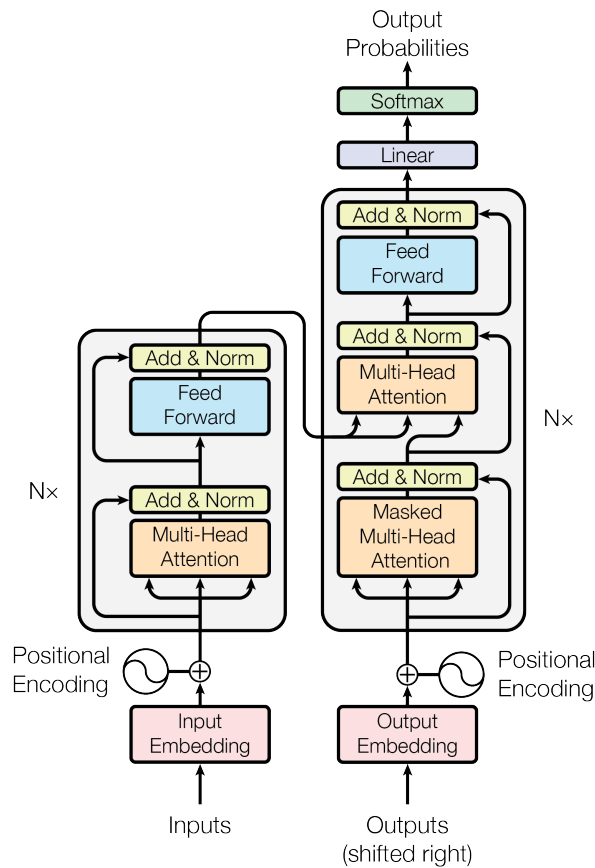 Output
Probabilities
Softmax
Linear
Add & Norm
Feed
Forward
Add & Norm
Multi-Head
Attention
Add & Norm
Masked
Multi-Head
Attention
N×
Add & Norm
Feed
Forward
Add & Norm
Multi-Head
Attention
N×
Positional
Encoding
Positional
Encoding
Input
Embedding
Output
Embedding
Inputs
Outputs
(shifted right)